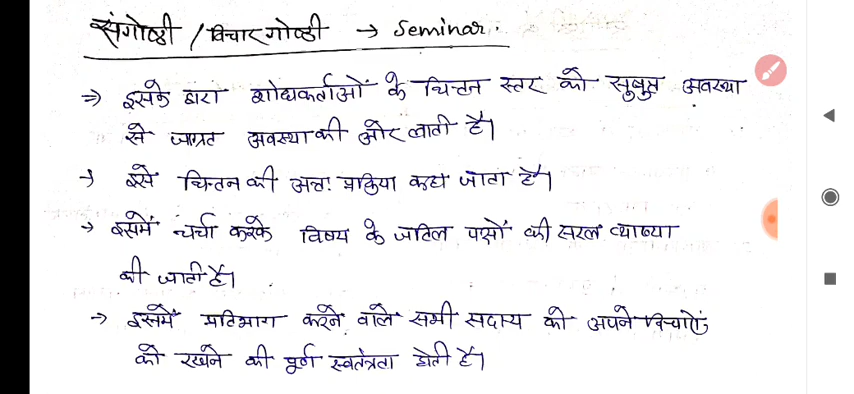 संगोष्ठी / विचार गोष्ठी → Seminar.
⇒ इसके द्वारा शोधकर्ताओं के चिन्तन स्तर को सुषुप्त अवस्था
से जाग्रत अवस्था की ओर लाती है।
→ इसे चिन्तन की अन्त: प्रक्रिया कहा जाता है।
→ इसमें चर्चा करके विषय के जटिल पक्षों की सरल व्याख्या
की जाती है।
→ इसमें प्रतिभाग करने वाले सभी सदस्य को अपने विचारों
को रखने की पूर्ण स्वतंत्रता होती है।